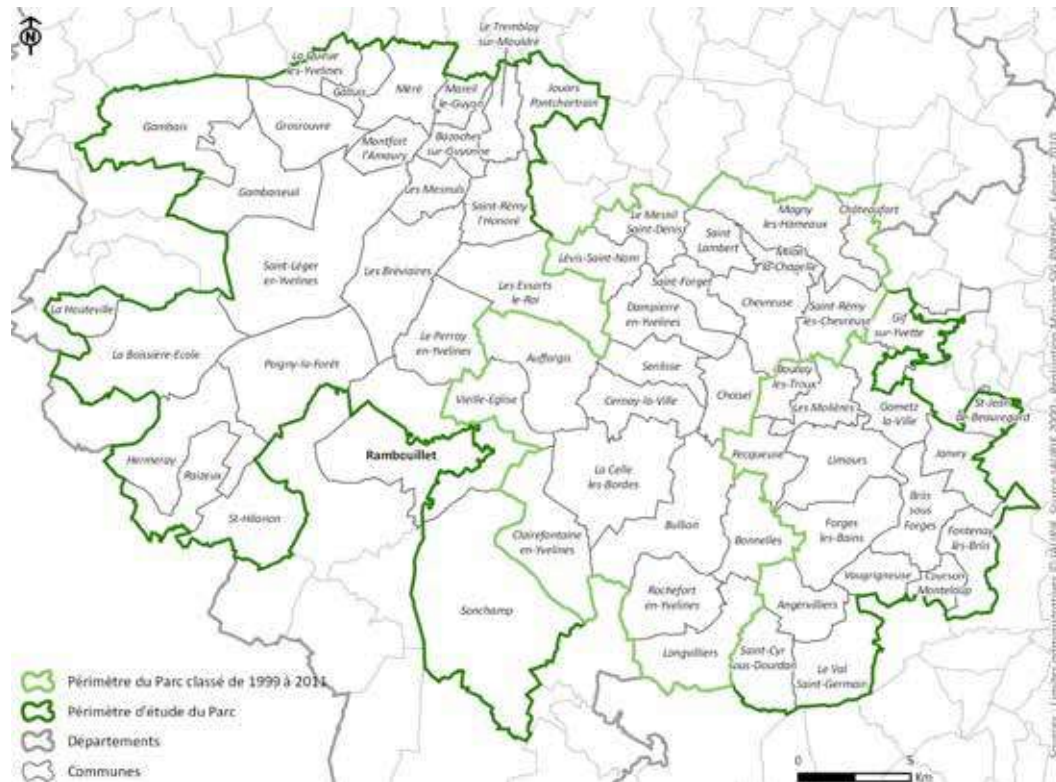 N
Le Tremblay
sur-Mauldre
La Queue
les-Yvelines
Galluis
Méré
Mareil
le-Guyon
Jouars
Pontchartrain
Gambais
Grosrouvre
Montfort
l'Amaury
Bazoches
sur-Guyonne
Gambaiseuil
Les Mesnuls
Saint-Rémy
l'Honoré
Le Mesnil
Saint-Denis
Saint
Lambert
Magny
les-Hameaux
Châteaufort
Milon
la-Chapelle
Lévis-Saint-Nom
Saint-Léger
en-Yvelines
Les Bréviaires
Les Essarts
le-Roi
Saint-Forget
Dampierre
en-Yvelines
Chevreuse
Saint-Rémy
lès-Chevreuse
Gif
sur-Yvette
La Hauteville
La Boissière-Ecole
Poigny-la-Forêt
Le Perray
en-Yvelines
Auffargis
Senlisse
Choisel
Boullay
les-Troux
Les Molières
Gometz
la-Ville
St-Jean
de-Beauregard
Vieille-Eglise
Cernay-la-Ville
Hermeray
Raizeux
Rambouillet
La Celle
les-Bordes
Pecqueuse
Limours
Janvry
St-Hilarion
Clairefontaine
en-Yvelines
Bullion
Bonnelles
Forges
les-Bains
Briis
sous
Forges
Fontenay
lès-Briis
Sonchamp
Rochefort
en-Yvelines
Vaugrigneuse
Courson
Monteloup
Angervilliers
Longvilliers
Saint-Cyr
sous-Dourdan
Le Val
Saint-Germain
Périmètre du Parc classé de 1999 à 2011
Périmètre d'étude du Parc
Départements
Communes
0 5
Km